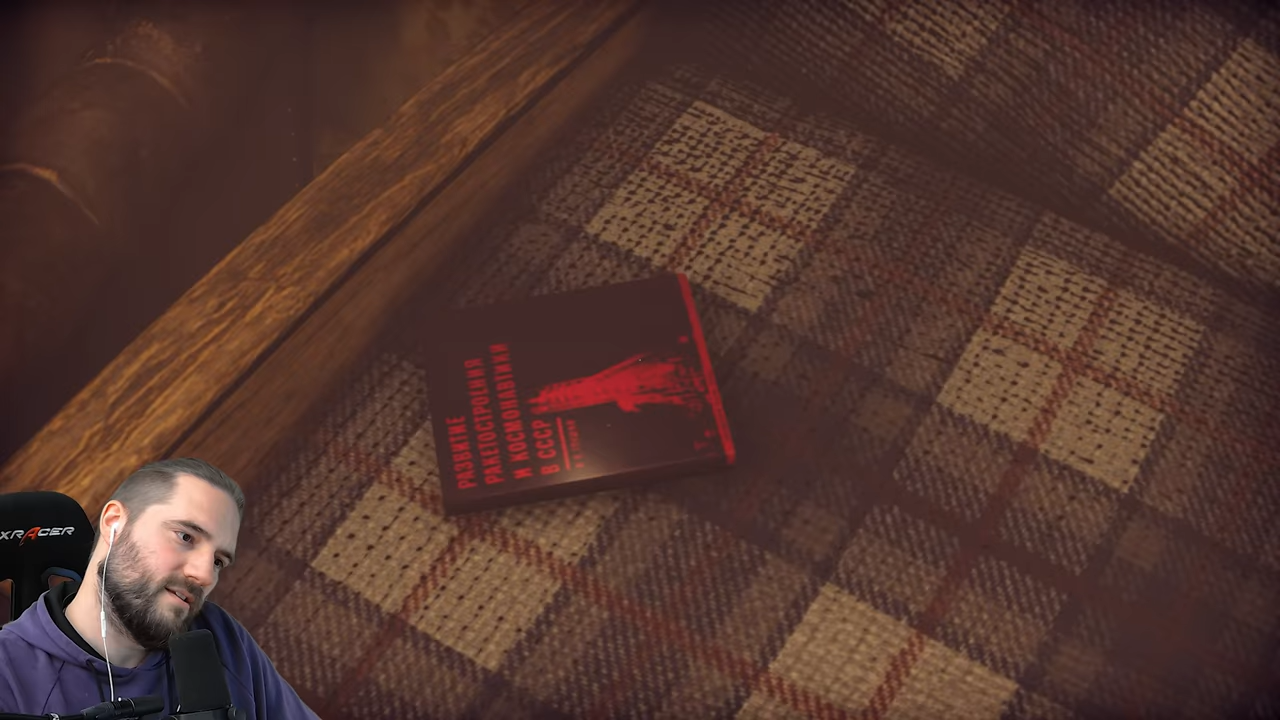 РАЗВИТИЕ
РАКЕТОСТРОЕНИЯ
И КОСМОНАВТИКИ
В СССР
XRACER